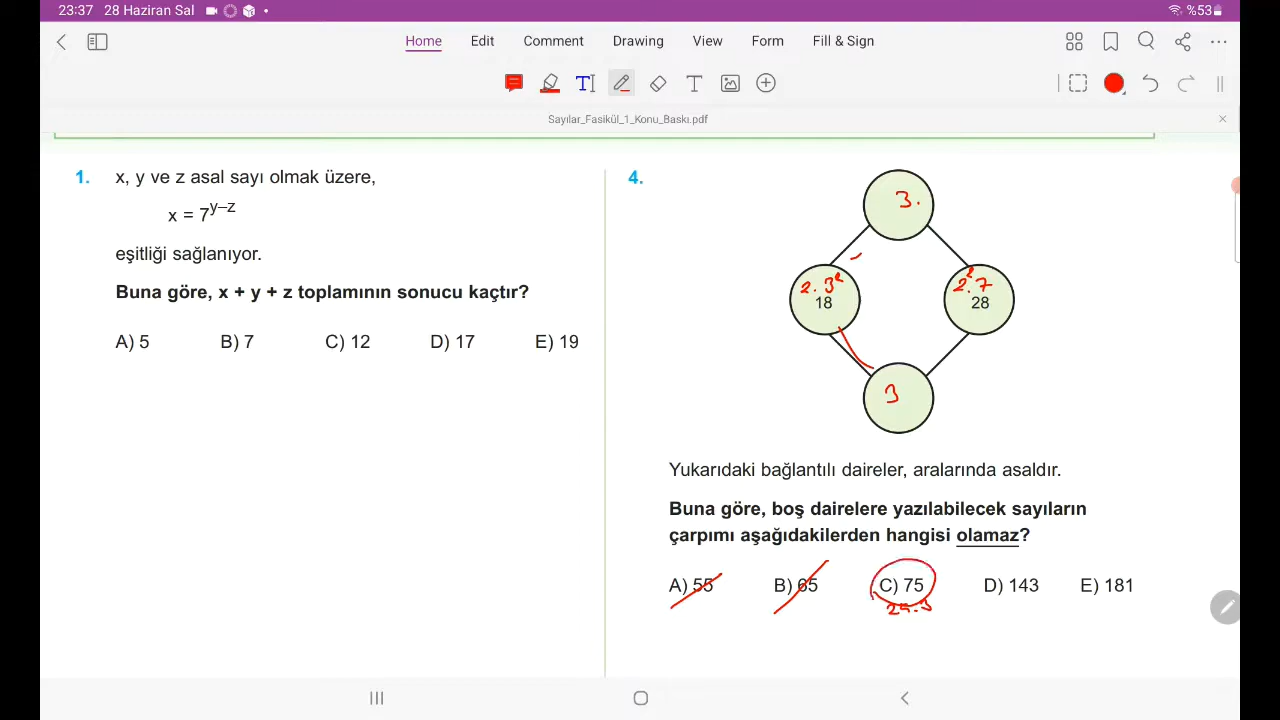 23:37 28 Haziran Sal %53
Home Edit Comment Drawing View Form Fill & Sign
Sayılar_Fasikül_1_Konu_Baskı.pdf
1. x, y ve z asal sayı olmak üzere,
x = 7^y–z
eşitliği sağlanıyor.
Buna göre, x + y + z toplamının sonucu kaçtır?
A) 5 B) 7 C) 12 D) 17 E) 19
4.
3.
2.3²
18
2².7
28
3
Yukarıdaki bağlantılı daireler, aralarında asaldır.
Buna göre, boş dairelere yazılabilecek sayıların
çarpımı aşağıdakilerden hangisi olamaz?
A) 55 B) 65 C) 75 D) 143 E) 181
25.3